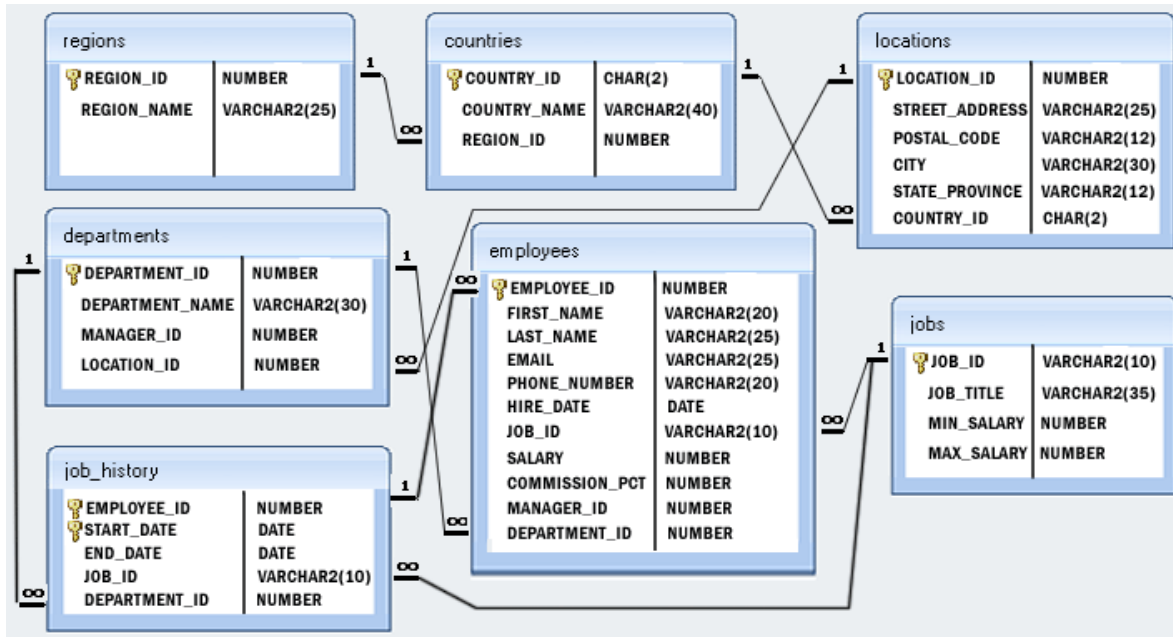 regions
REGION_ID NUMBER
REGION_NAME VARCHAR2(25)
countries
COUNTRY_ID CHAR(2)
COUNTRY_NAME VARCHAR2(40)
REGION_ID NUMBER
locations
LOCATION_ID NUMBER
STREET_ADDRESS VARCHAR2(25)
POSTAL_CODE VARCHAR2(12)
CITY VARCHAR2(30)
STATE_PROVINCE VARCHAR2(12)
COUNTRY_ID CHAR(2)
1
∞
1
∞
1
∞
departments
DEPARTMENT_ID NUMBER
DEPARTMENT_NAME VARCHAR2(30)
MANAGER_ID NUMBER
LOCATION_ID NUMBER
1
∞
1
∞
employees
EMPLOYEE_ID NUMBER
FIRST_NAME VARCHAR2(20)
LAST_NAME VARCHAR2(25)
EMAIL VARCHAR2(25)
PHONE_NUMBER VARCHAR2(20)
HIRE_DATE DATE
JOB_ID VARCHAR2(10)
SALARY NUMBER
COMMISSION_PCT NUMBER
MANAGER_ID NUMBER
DEPARTMENT_ID NUMBER
∞
1
jobs
JOB_ID VARCHAR2(10)
JOB_TITLE VARCHAR2(35)
MIN_SALARY NUMBER
MAX_SALARY NUMBER
1
∞
∞
job_history
EMPLOYEE_ID NUMBER
START_DATE DATE
END_DATE DATE
JOB_ID VARCHAR2(10)
DEPARTMENT_ID NUMBER